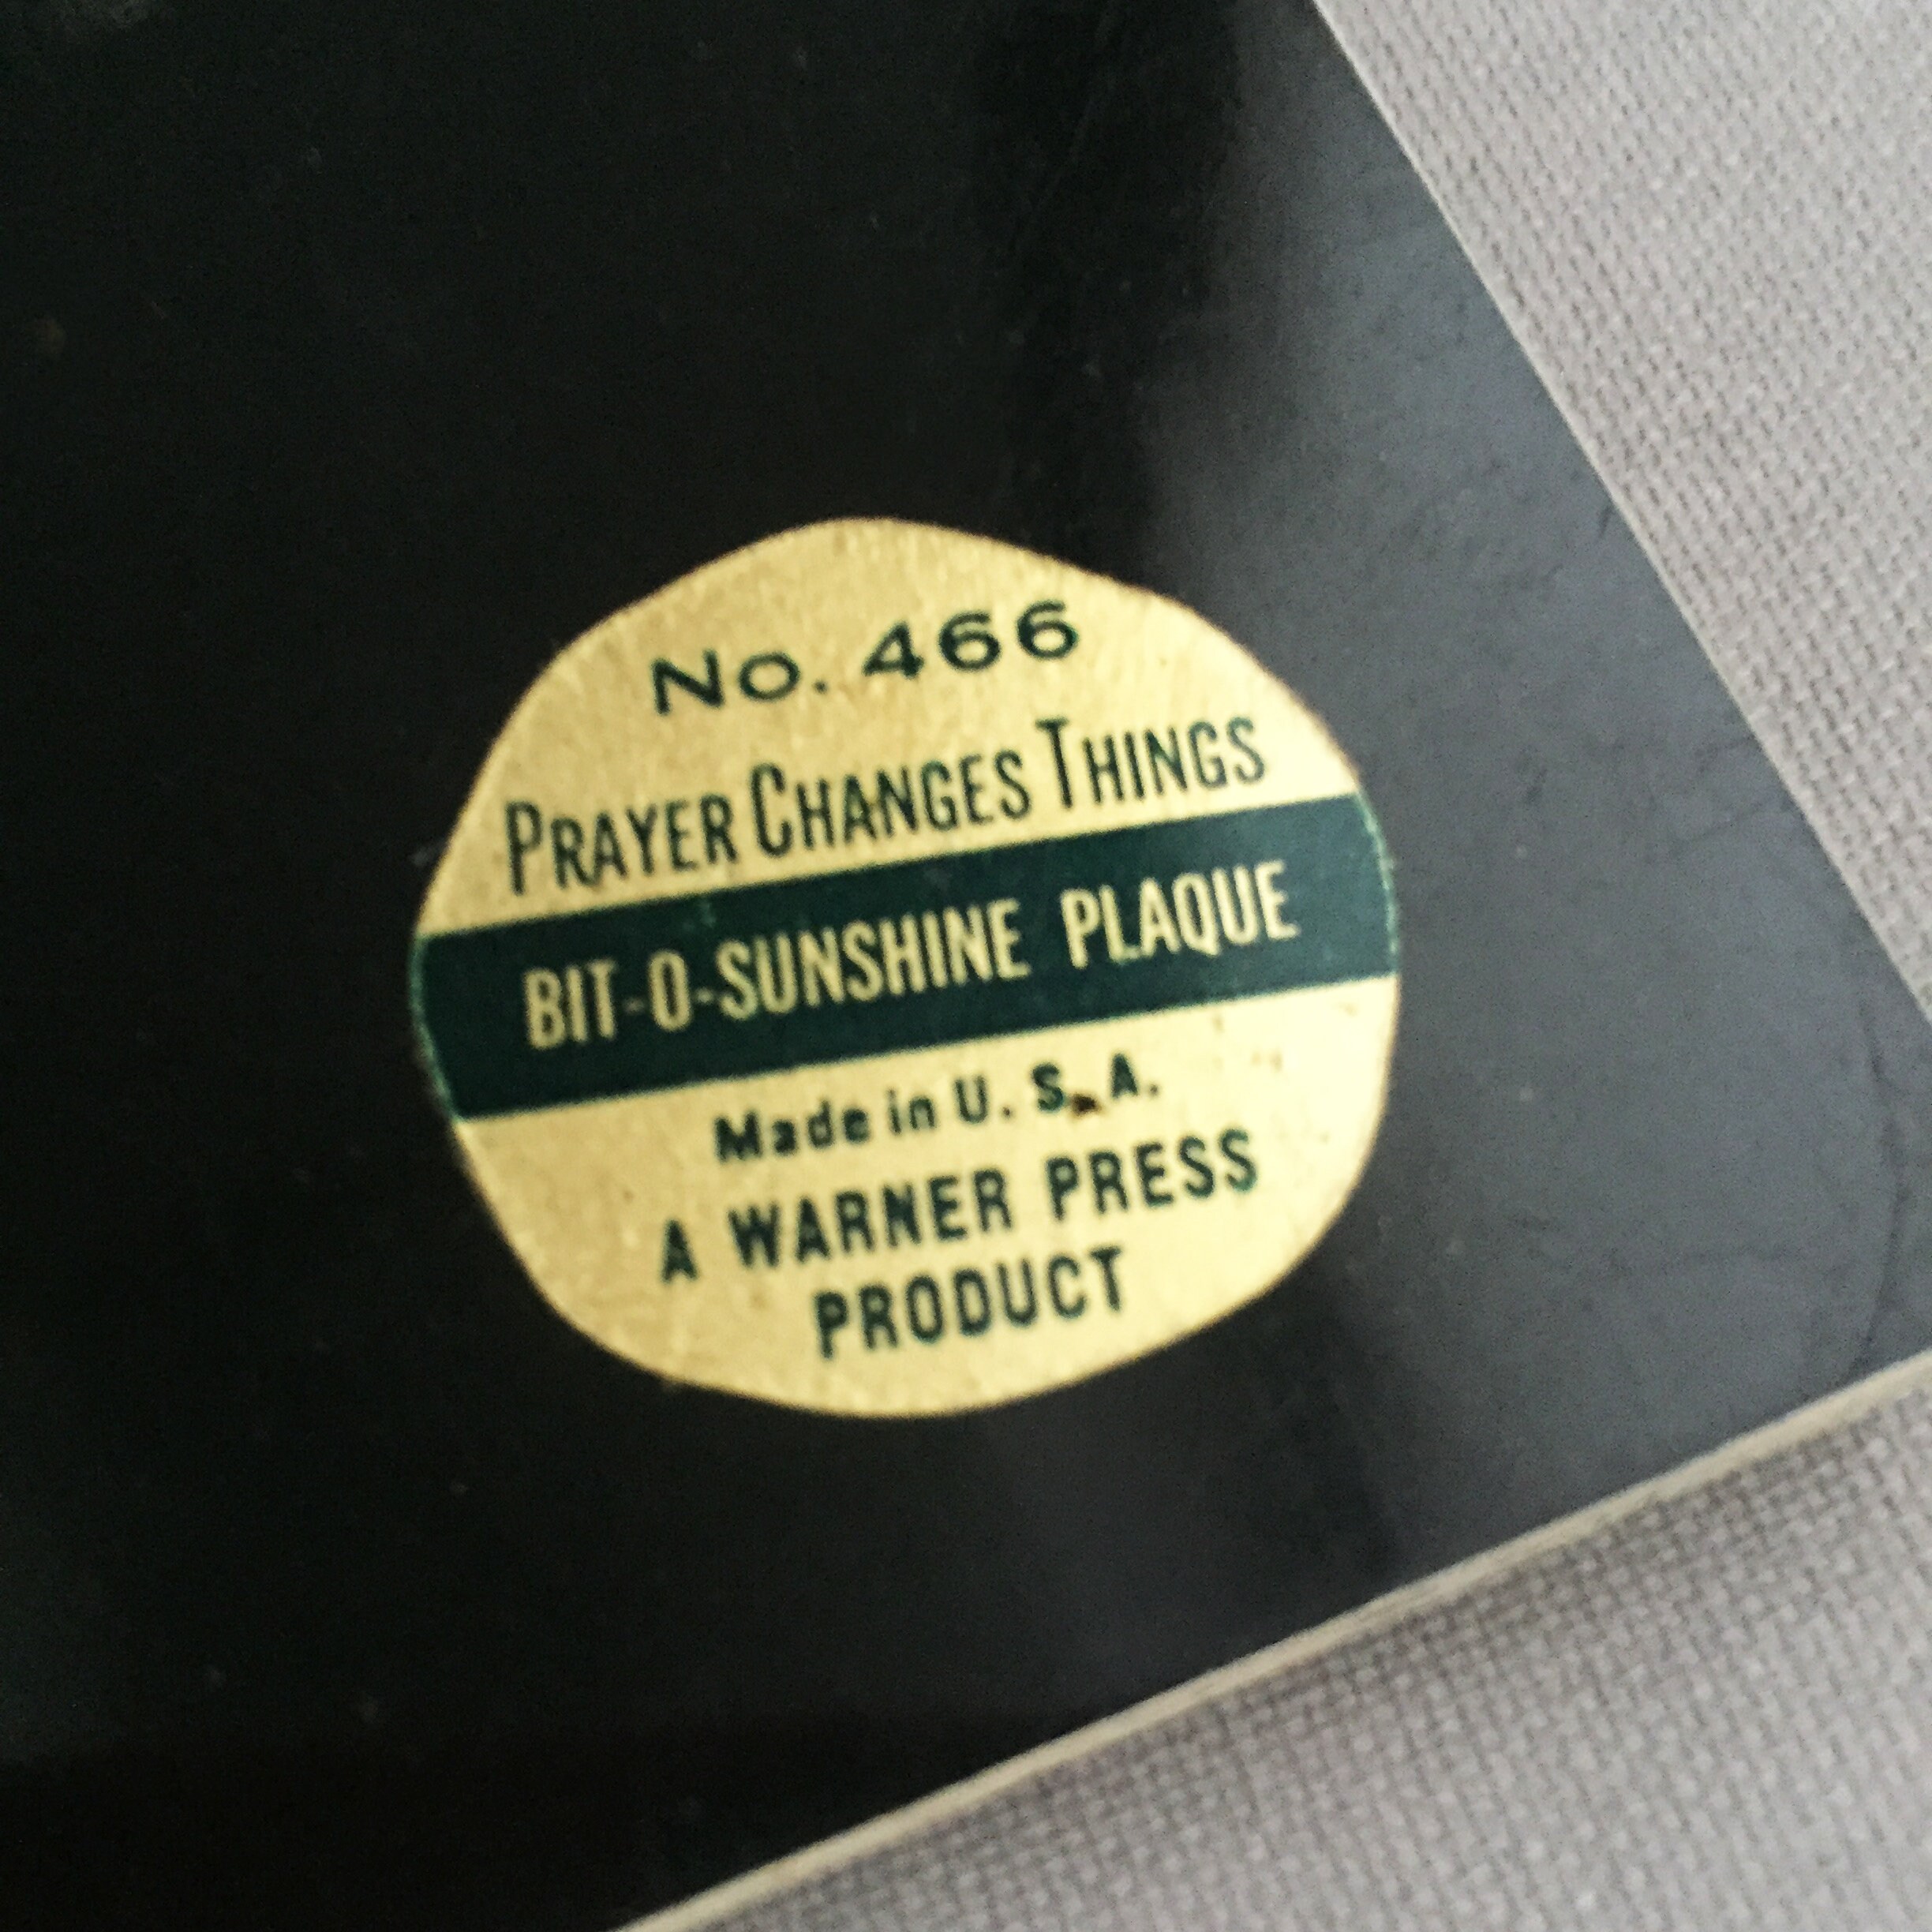 No. 466
PRAYER CHANGES THINGS
BIT-O-SUNSHINE PLAQUE
Made in U. S. A.
A WARNER PRESS
PRODUCT